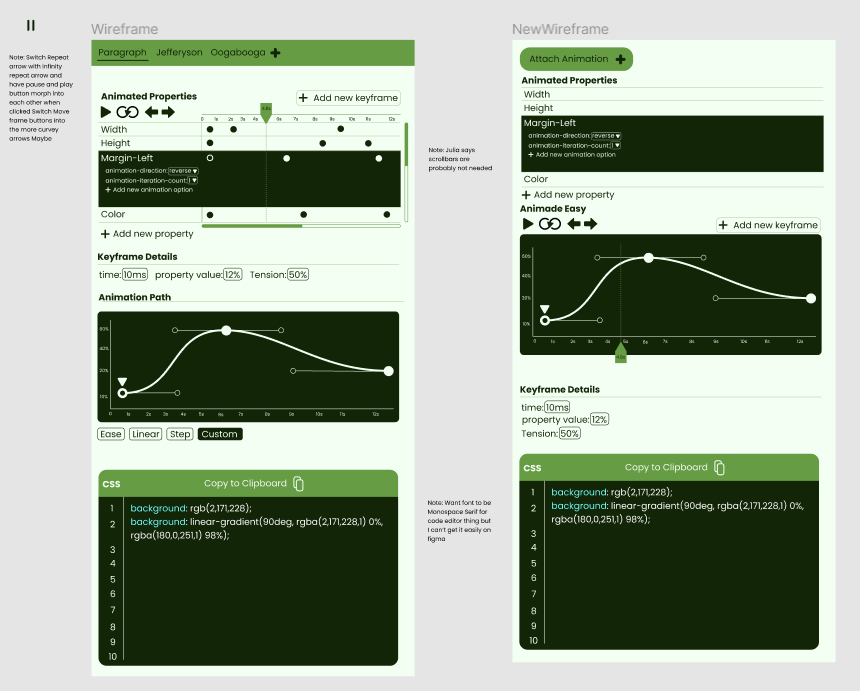 Note: Switch Repeat
arrow with Infinity
repeat arrow and
have pause and play
button morph into
each other when
clicked Switch Move
frame buttons into
the more curvey
arrows Maybe
Wireframe
Paragraph Jefferyson Oogabooga
Animated Properties
Add new keyframe
4.8s
0 1s 2s 3s 4s 6s 7s 8s 9s 10s 11s 12s
Width
Height
Margin-Left
animation-direction: reverse
animation-iteration-count: 1
Add new animation option
Color
Add new property
Keyframe Details
time: 10ms property value: 12% Tension: 50%
Animation Path
60%
40%
20%
10%
0 1s 2s 3s 4s 5s 6s 7s 8s 9s 10s 11s 12s
Ease Linear Step Custom
CSS Copy to Clipboard
1 background: rgb(2,171,228);
2 background: linear-gradient(90deg, rgba(2,171,228,1) 0%,
rgba(180,0,251,1) 98%);
3
4
5
6
7
8
9
10
Note: Julia says
scrollbars are
probably not needed
Note: Want font to be
Monospace Serif for
code editor thing but
I can't get it easily on
figma
NewWireframe
Attach Animation
Animated Properties
Width
Height
Margin-Left
animation-direction: reverse
animation-iteration-count: 1
Add new animation option
Color
Add new property
Animade Easy
Add new keyframe
60%
40%
20%
10%
0 1s 2s 3s 4s 5s 6s 7s 8s 9s 10s 11s 12s
4.8s
Keyframe Details
time: 10ms
property value: 12%
Tension: 50%
CSS Copy to Clipboard
1 background: rgb(2,171,228);
2 background: linear-gradient(90deg, rgba(2,171,228,1) 0%,
rgba(180,0,251,1) 98%);
3
4
5
6
7
8
9
10